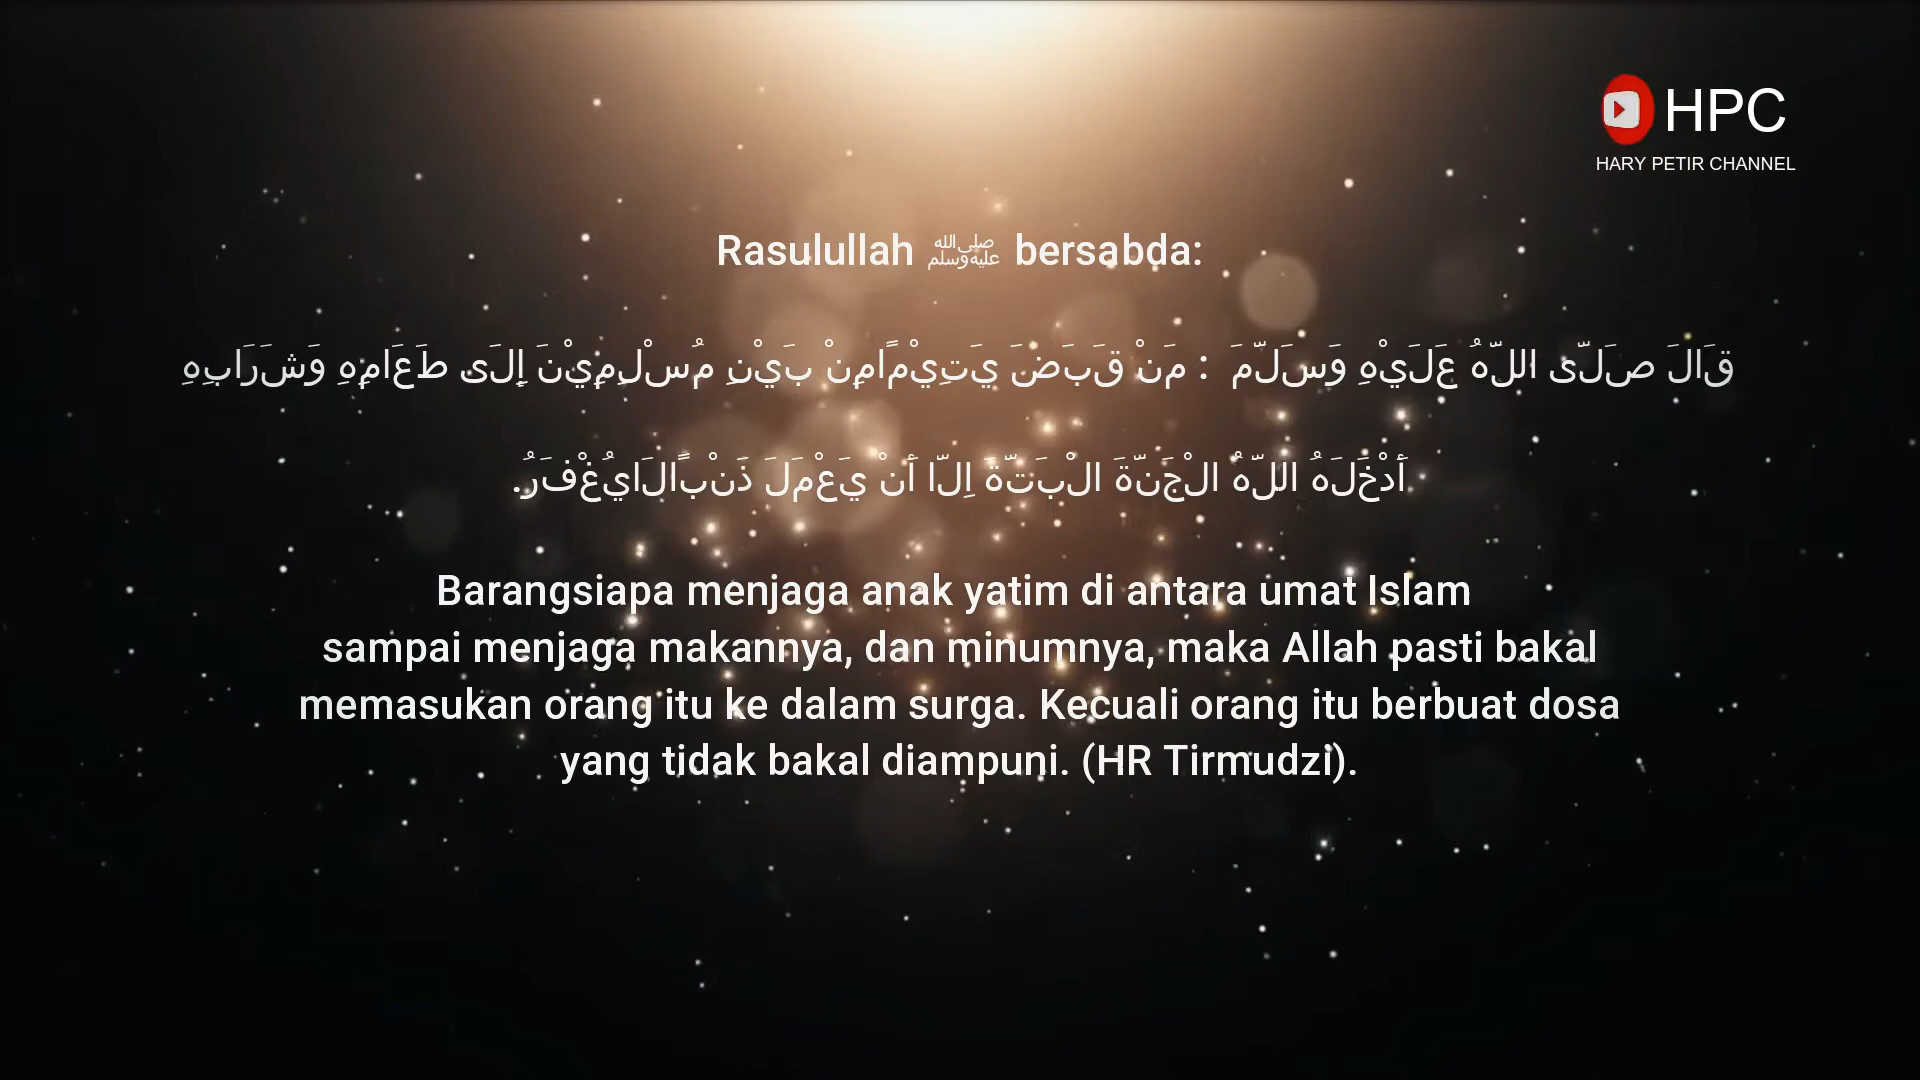 HPC
HARY PETIR CHANNEL
Rasulullah ﷺ bersabda:
قَالَ صَلَّى اللّٰهُ عَلَيْهِ وَسَلَّمَ : مَنْ قَبَضَ يَتِيْمًامِنْ بَيْنِ مُسْلِمِيْنَ إِلَى طَعَامِهِ وَشَرَابِهِ
أَدْخَلَهُ اللّٰهُ الْجَنَّةَ الْبَتَّةَ اِلَّا أَنْ يَعْمَلَ ذَنْبًالَايُغْفَرُ.
Barangsiapa menjaga anak yatim di antara umat Islam
sampai menjaga makannya, dan minumnya, maka Allah pasti bakal
memasukan orang itu ke dalam surga. Kecuali orang itu berbuat dosa
yang tidak bakal diampuni. (HR Tirmudzi).